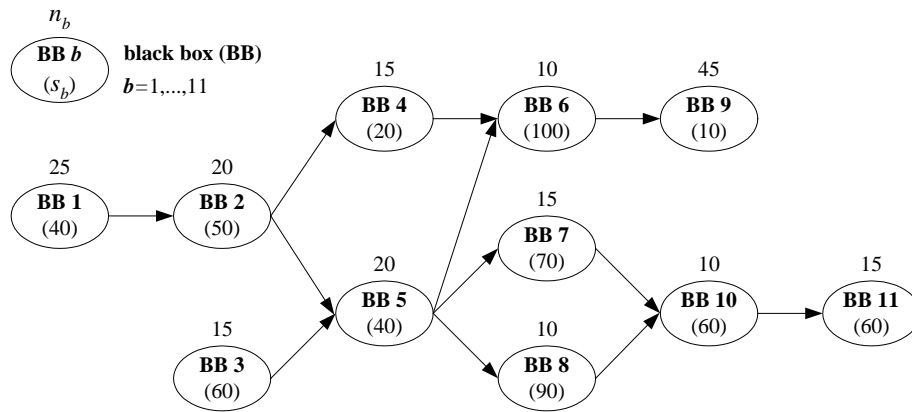 n_b
BB b
(s_b)
black box (BB)
b=1,...,11
15
BB 4
(20)
10
BB 6
(100)
45
BB 9
(10)
25
BB 1
(40)
20
BB 2
(50)
15
BB 7
(70)
20
BB 5
(40)
10
BB 10
(60)
15
BB 11
(60)
15
BB 3
(60)
10
BB 8
(90)